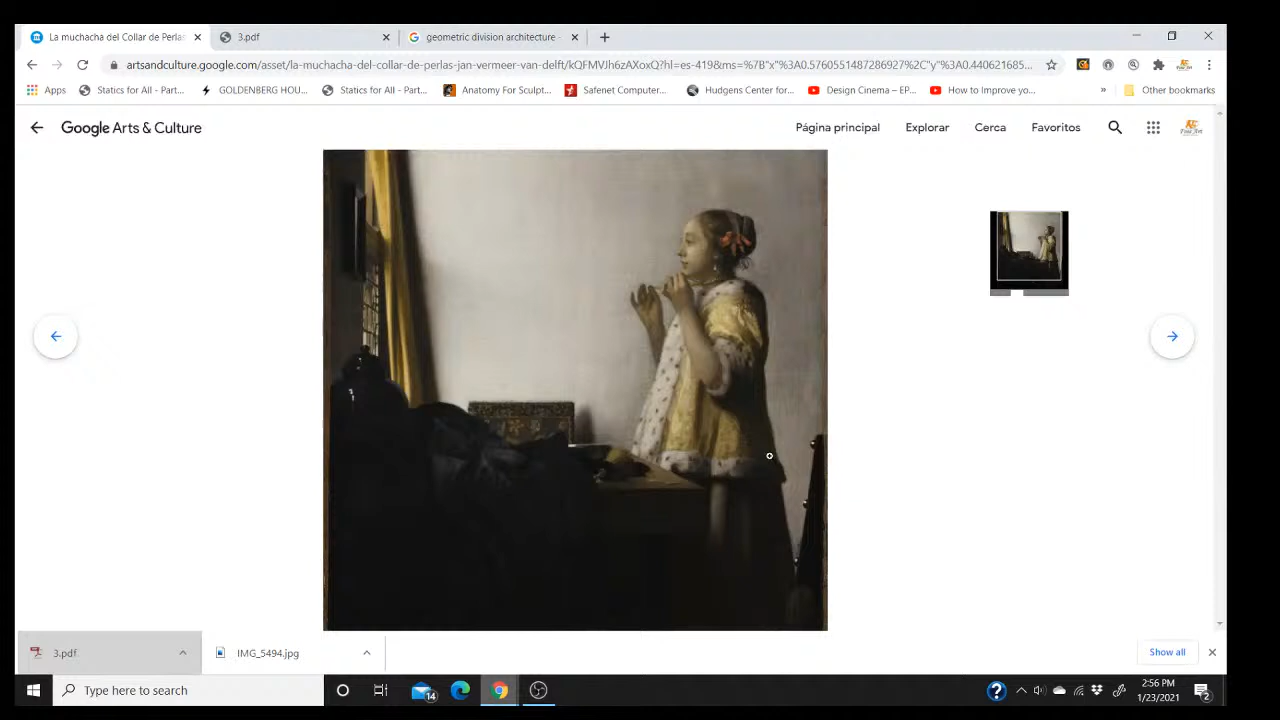 La muchacha del Collar de Perlas
3.pdf
geometric division architecture -
artsandculture.google.com/asset/la-muchacha-del-collar-de-perlas-jan-vermeer-van-delft/kQFMVJh6zAXoxQ?hl=es-419&ms=%7B"x"%3A0.5760551487286927%2C"y"%3A0.440621685...
Apps
Statics for All - Part...
GOLDENBERG HOU...
Statics for All - Part...
Anatomy For Sculpt...
Safenet Computer...
Hudgens Center for...
Design Cinema – EP...
How to Improve yo...
»
Other bookmarks
Google Arts & Culture
Página principal
Explorar
Cerca
Favoritos
3.pdf
IMG_5494.jpg
Show all
Type here to search
14
2:56 PM
1/23/2021
2